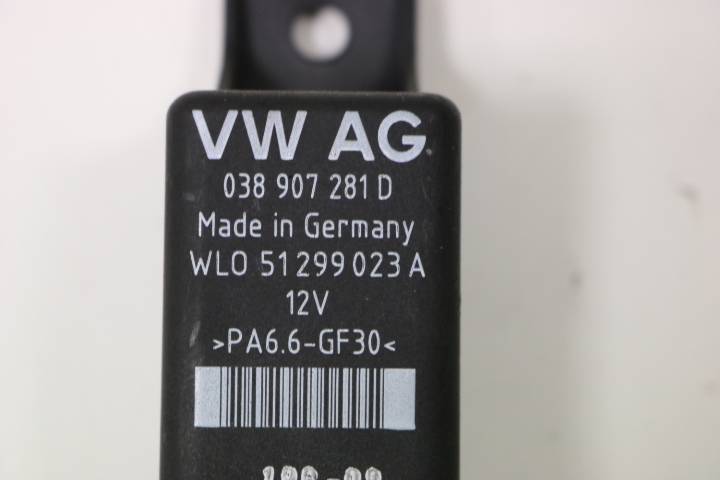 VW AG
038 907 281 D
Made in Germany
WLO 51 299 023 A
12V
>PA6.6-GF30<